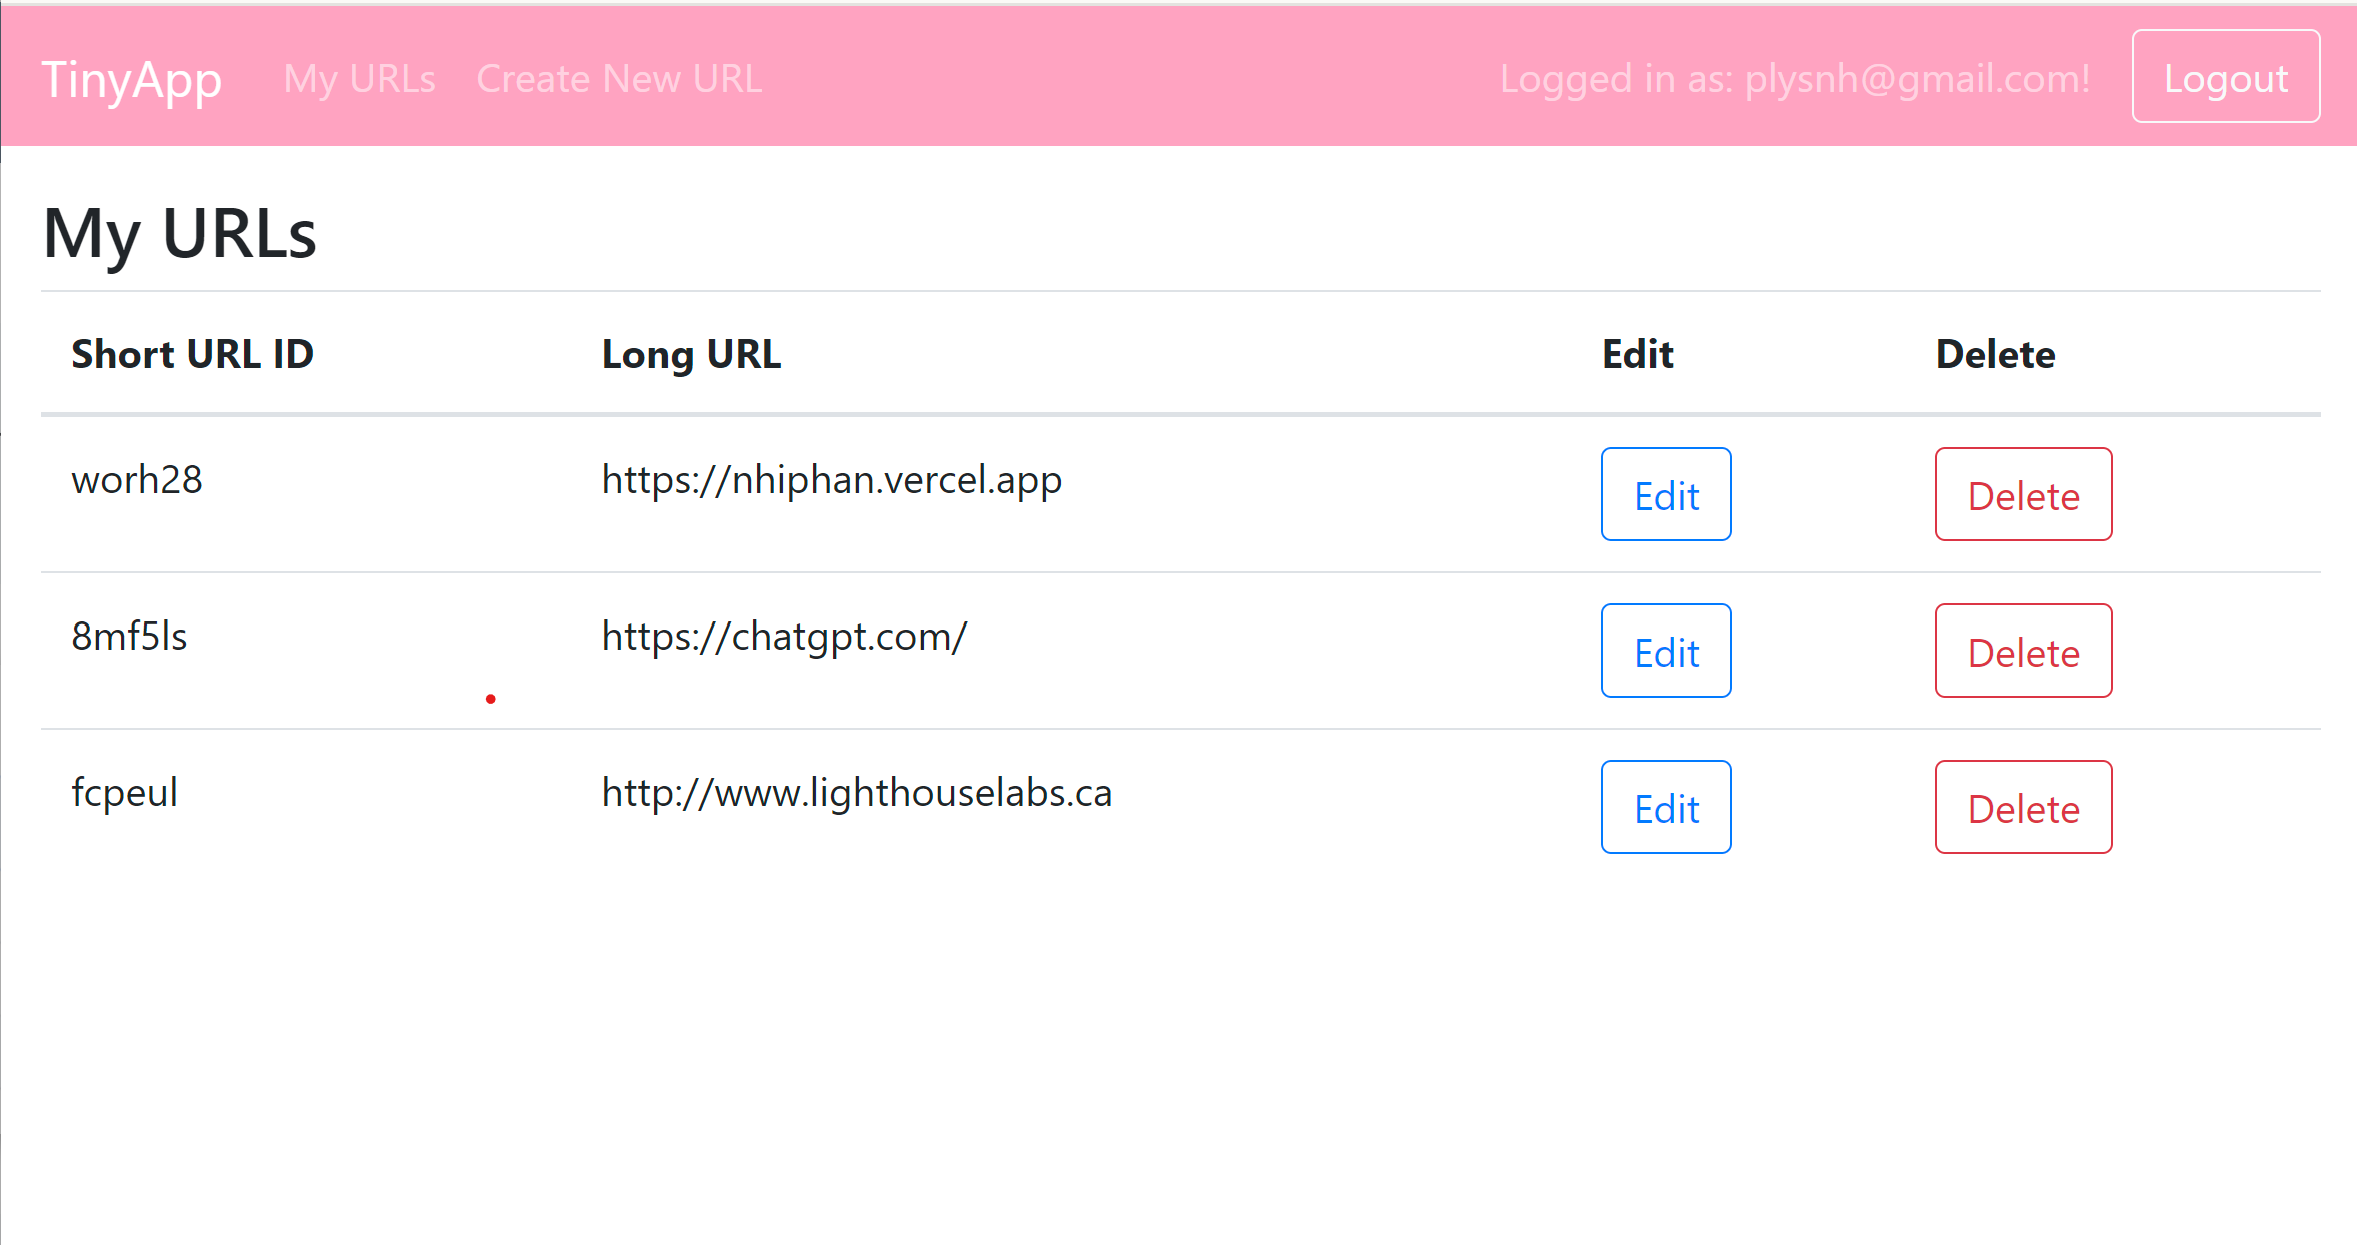 TinyApp My URLs Create New URL Logged in as: plysnh@gmail.com! Logout
My URLs
Short URL ID Long URL Edit Delete
worh28 https://nhiphan.vercel.app Edit Delete
8mf5ls https://chatgpt.com/ Edit Delete
fcpeul http://www.lighthouselabs.ca Edit Delete